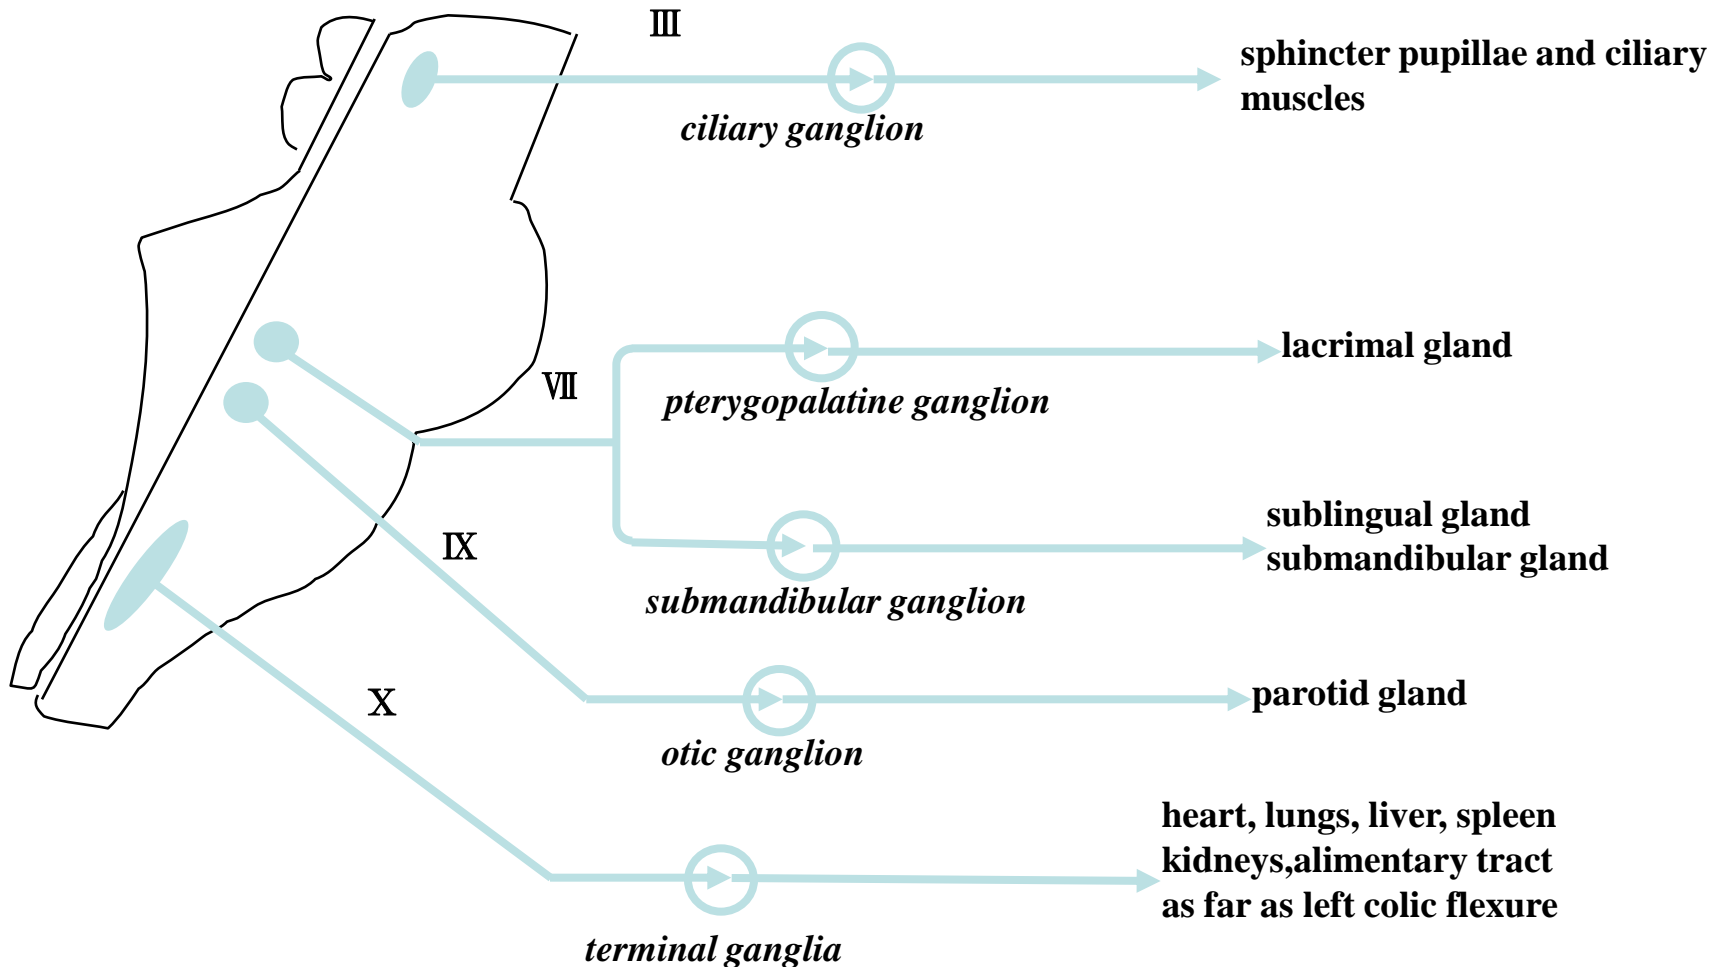 Ⅲ
sphincter pupillae and ciliary
muscles
ciliary ganglion
lacrimal gland
Ⅶ
pterygopalatine ganglion
sublingual gland
submandibular gland
Ⅸ
submandibular ganglion
parotid gland
Ⅹ
otic ganglion
heart, lungs, liver, spleen
kidneys,alimentary tract
as far as left colic flexure
terminal ganglia